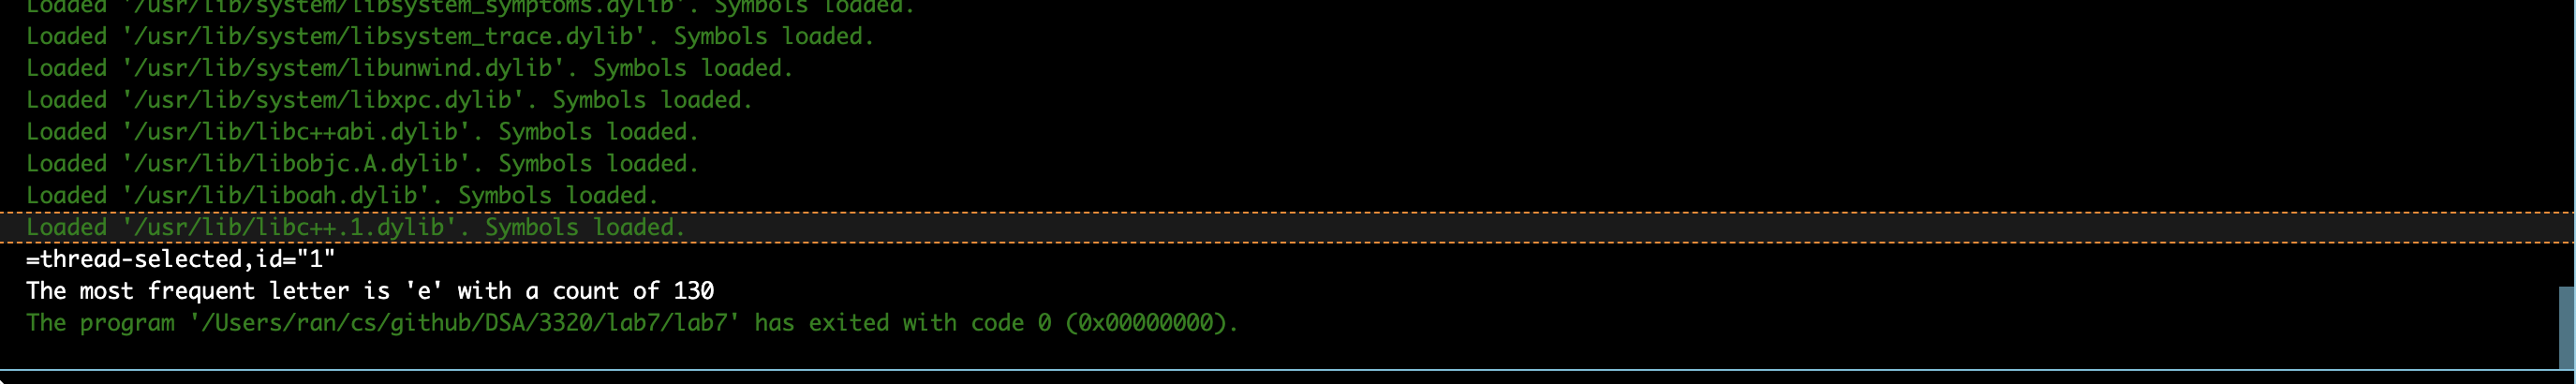 Loaded '/usr/lib/system/libsystem_symptoms.dylib'. Symbols loaded.
Loaded '/usr/lib/system/libsystem_trace.dylib'. Symbols loaded.
Loaded '/usr/lib/system/libunwind.dylib'. Symbols loaded.
Loaded '/usr/lib/system/libxpc.dylib'. Symbols loaded.
Loaded '/usr/lib/libc++abi.dylib'. Symbols loaded.
Loaded '/usr/lib/libobjc.A.dylib'. Symbols loaded.
Loaded '/usr/lib/liboah.dylib'. Symbols loaded.
Loaded '/usr/lib/libc++.1.dylib'. Symbols loaded.
=thread-selected,id="1"
The most frequent letter is 'e' with a count of 130
The program '/Users/ran/cs/github/DSA/3320/lab7/lab7' has exited with code 0 (0x00000000).